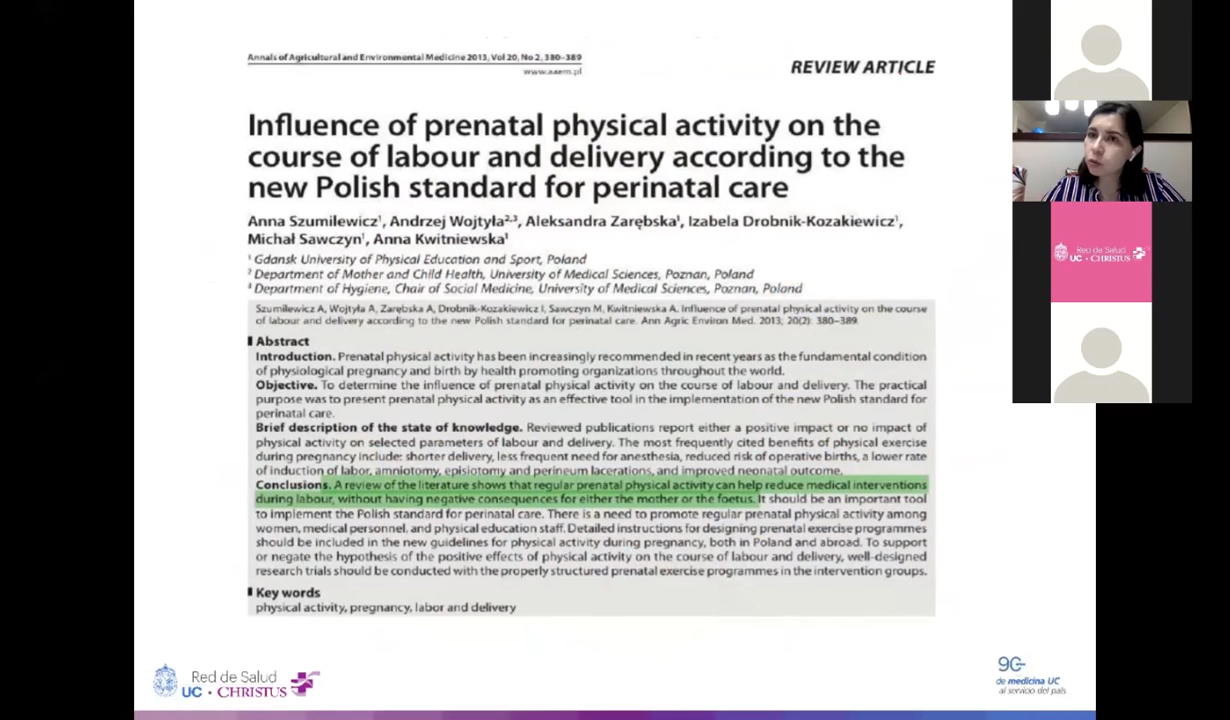 Annals of Agricultural and Environmental Medicine 2013, Vol 20, No 2, 380–389
www.aaem.pl
REVIEW ARTICLE
Influence of prenatal physical activity on the
course of labour and delivery according to the
new Polish standard for perinatal care
Anna Szumilewicz¹, Andrzej Wojtyła²,³, Aleksandra Zarębska¹, Izabela Drobnik-Kozakiewicz¹,
Michał Sawczyn¹, Anna Kwitniewska¹
¹ Gdansk University of Physical Education and Sport, Poland
² Department of Mother and Child Health, University of Medical Sciences, Poznan, Poland
³ Department of Hygiene, Chair of Social Medicine, University of Medical Sciences, Poznan, Poland
Szumilewicz A, Wojtyła A, Zarębska A, Drobnik-Kozakiewicz I, Sawczyn M, Kwitniewska A. Influence of prenatal physical activity on the course
of labour and delivery according to the new Polish standard for perinatal care. Ann Agric Environ Med. 2013; 20(2): 380–389.
Abstract
Introduction. Prenatal physical activity has been increasingly recommended in recent years as the fundamental condition
of physiological pregnancy and birth by health promoting organizations throughout the world.
Objective. To determine the influence of prenatal physical activity on the course of labour and delivery. The practical
purpose was to present prenatal physical activity as an effective tool in the implementation of the new Polish standard for
perinatal care.
Brief description of the state of knowledge. Reviewed publications report either a positive impact or no impact of
physical activity on selected parameters of labour and delivery. The most frequently cited benefits of physical exercise
during pregnancy include: shorter delivery, less frequent need for anesthesia, reduced risk of operative births, a lower rate
of induction of labor, amniotomy, episiotomy and perineum lacerations, and improved neonatal outcome.
Conclusions. A review of the literature shows that regular prenatal physical activity can help reduce medical interventions
during labour, without having negative consequences for either the mother or the foetus. It should be an important tool
to implement the Polish standard for perinatal care. There is a need to promote regular prenatal physical activity among
women, medical personnel, and physical education staff. Detailed instructions for designing prenatal exercise programmes
should be included in the new guidelines for physical activity during pregnancy, both in Poland and abroad. To support
or negate the hypothesis of the positive effects of physical activity on the course of labour and delivery, well-designed
research trials should be conducted with the properly structured prenatal exercise programmes in the intervention groups.
Key words
physical activity, pregnancy, labor and delivery
Red de Salud
UC · CHRISTUS
90
de medicina UC
al servicio del país
Red de Salud
UC · CHRISTUS